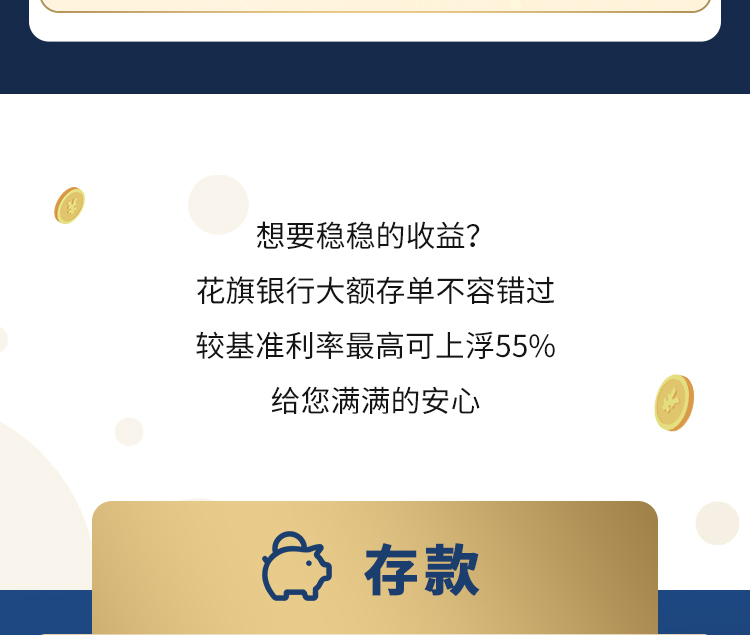 想要稳稳的收益?
花旗银行大额存单不容错过
较基准利率最高可上浮55%
给您满满的安心
存款